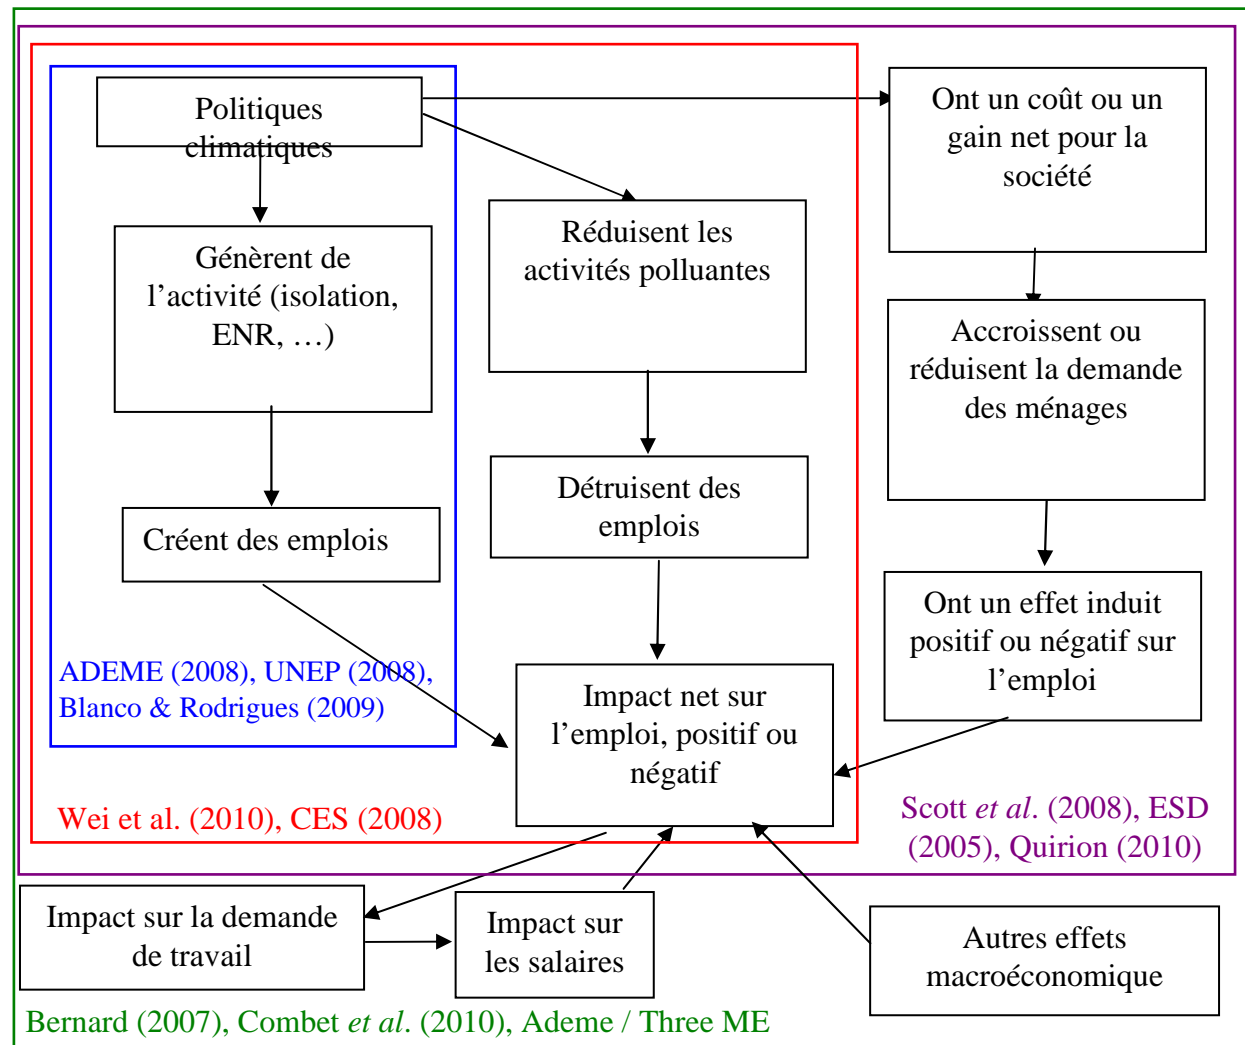 Politiques
climatiques
Génèrent de
l’activité (isolation,
ENR, …)
Créent des emplois
ADEME (2008), UNEP (2008),
Blanco & Rodrigues (2009)
Réduisent les
activités polluantes
Détruisent des
emplois
Impact net sur
l’emploi, positif ou
négatif
Wei et al. (2010), CES (2008)
Ont un coût ou un
gain net pour la
société
Accroissent ou
réduisent la demande
des ménages
Ont un effet induit
positif ou négatif sur
l’emploi
Scott et al. (2008), ESD
(2005), Quirion (2010)
Impact sur la demande
de travail
Impact sur
les salaires
Autres effets
macroéconomique
Bernard (2007), Combet et al. (2010), Ademe / Three ME